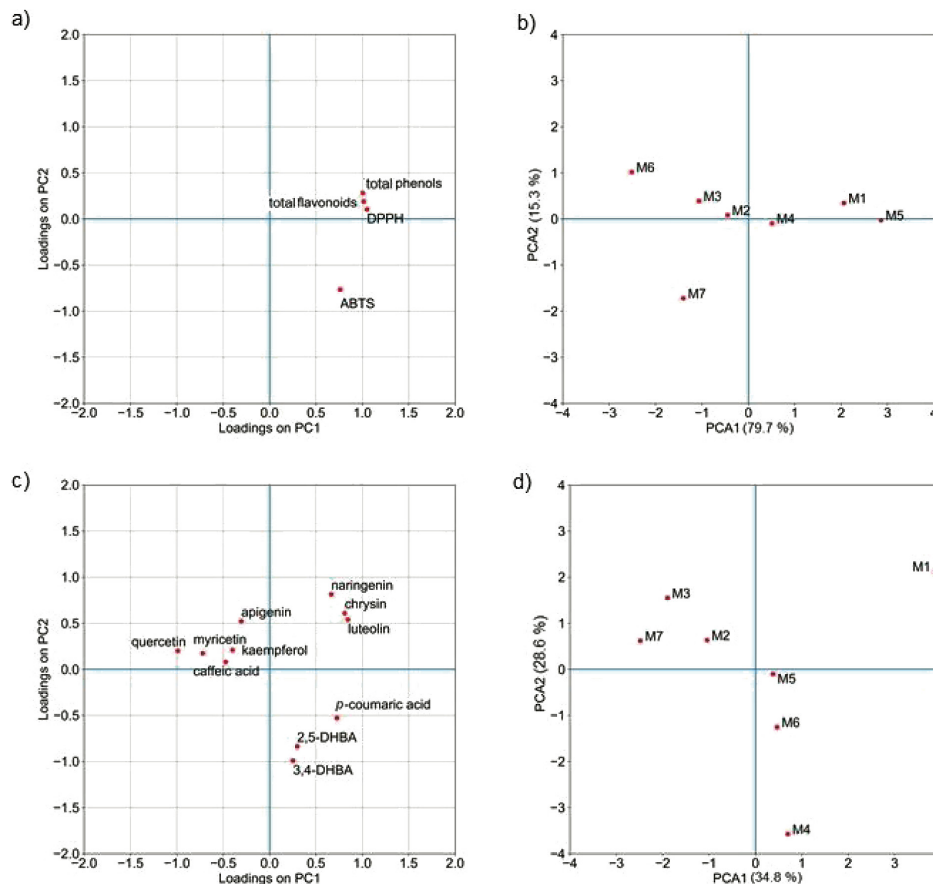 a)
2.0
1.5
1.0
0.5
0.0
−0.5
−1.0
−1.5
−2.0
Loadings on PC2
total phenols
total flavonoids
DPPH
ABTS
−2.0 −1.5 −1.0 −0.5 0.0 0.5 1.0 1.5 2.0
Loadings on PC1
b)
4
3
2
1
0
−1
−2
−3
−4
PCA2 (15.3 %)
M6
M3
M2
M4
M1
M5
M7
−4 −3 −2 −1 0 1 2 3 4
PCA1 (79.7 %)
c)
2.0
1.5
1.0
0.5
0.0
−0.5
−1.0
−1.5
−2.0
Loadings on PC2
naringenin
chrysin
luteolin
apigenin
quercetin
myricetin
kaempferol
caffeic acid
p-coumaric acid
2,5-DHBA
3,4-DHBA
−2.0 −1.5 −1.0 −0.5 0.0 0.5 1.0 1.5 2.0
Loadings on PC1
d)
4
3
2
1
0
−1
−2
−3
−4
PCA2 (28.6 %)
M1
M3
M7
M2
M5
M6
M4
−4 −3 −2 −1 0 1 2 3
PCA1 (34.8 %)